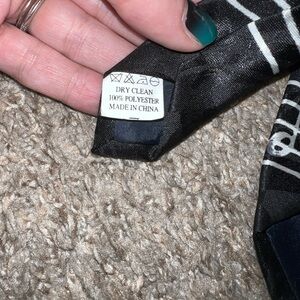 DRY CLEAN
100% POLYESTER
MADE IN CHINA